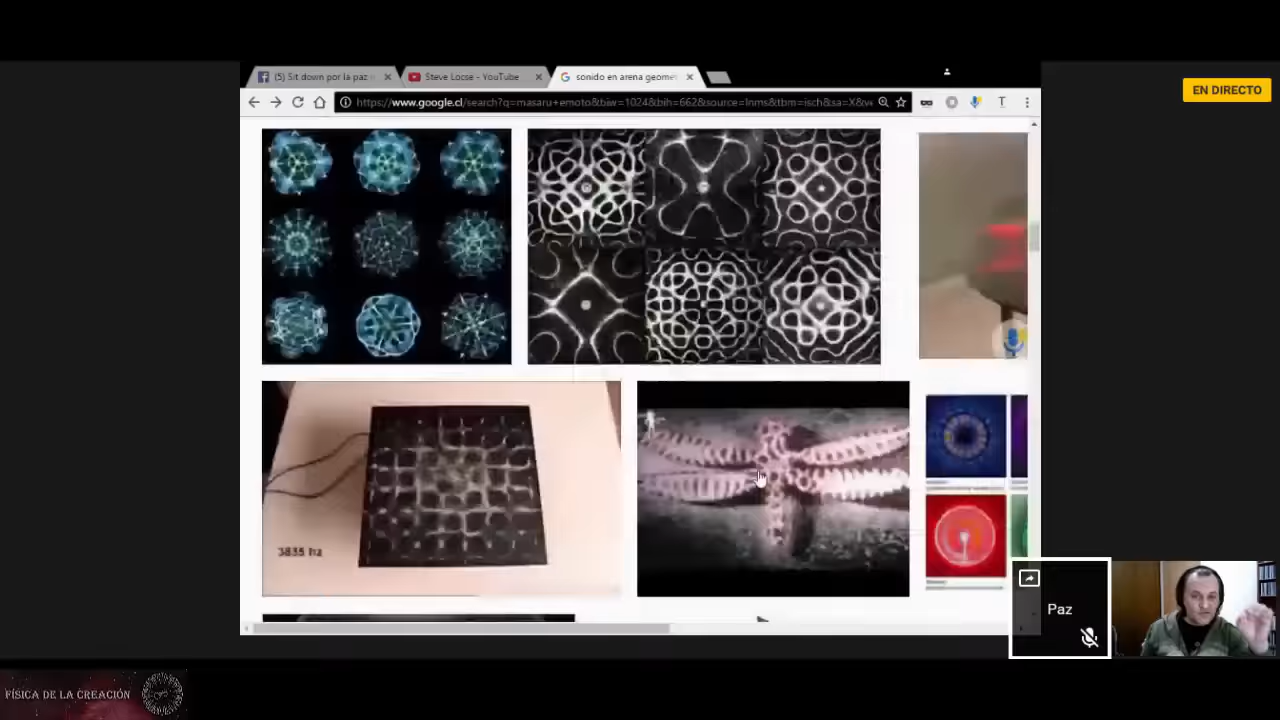 (5) Sit down por la paz
Steve Locse - YouTube
sonido en arena geomet
EN DIRECTO
https://www.google.cl/search?q=masaru+emoto&biw=1024&bih=662&source=lnms&tbm=isch&sa=X&ve
T
3835 hz
Paz
FÍSICA DE LA CREACIÓN